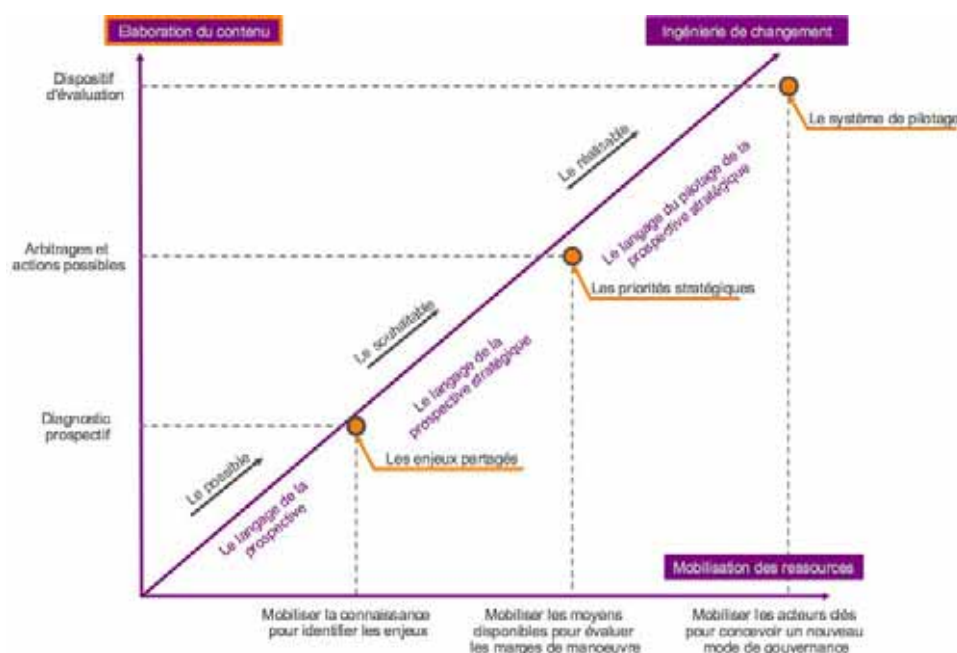 Elaboration du contenu
Ingénierie de changement
Dispositif
d'évaluation
Le système de pilotage
Le réalisable
Le langage du pilotage de la
prospective stratégique
Arbitrages et
actions possibles
Les priorités stratégiques
Le souhaitable
Le langage de la
prospective stratégique
Diagnostic
prospectif
Les enjeux partagés
Le possible
Le langage de la
prospective
Mobilisation des ressources
Mobiliser la connaissance
pour identifier les enjeux
Mobiliser les moyens
disponibles pour évaluer
les marges de manoeuvre
Mobiliser les acteurs clés
pour concevoir un nouveau
mode de gouvernance